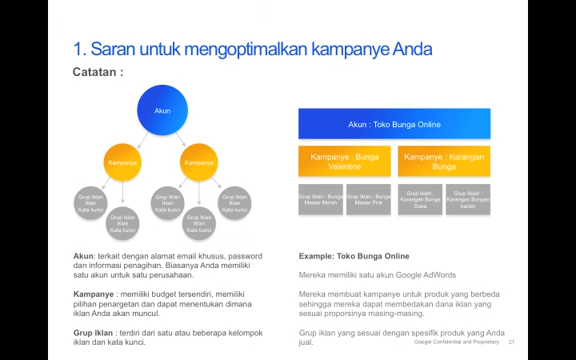 1. Saran untuk mengoptimalkan kampanye Anda
Catatan :
Akun
Kampanye
Kampanye
Grup Iklan
Iklan
Kata kunci
Grup Iklan
Iklan
Kata kunci
Grup Iklan
Iklan
Kata kunci
Grup Iklan
Iklan
Kata kunci
Grup Iklan
Iklan
Kata kunci
Akun : Toko Bunga Online
Kampanye : Bunga
Valentine
Kampanye : Karangan
Bunga
Grup Iklan : Bunga
Mawar Merah
Grup Iklan : Bunga
Mawar Pink
Grup Iklan :
Karangan Bunga
Duka
Grup Iklan :
Karangan Bungan
kantor
Akun: terkait dengan alamat email khusus, password
dan informasi penagihan. Biasanya Anda memiliki
satu akun untuk satu perusahaan.
Kampanye : memiliki budget tersendiri, memiliki
pilihan penargetan dan dapat menentukan dimana
iklan Anda akan muncul.
Grup Iklan : terdiri dari satu atau beberapa kelompok
iklan dan kata kunci.
Example: Toko Bunga Online
Mereka memiliki satu akun Google AdWords
Mereka membuat kampanye untuk produk yang berbeda
sehingga mereka dapat membedakan dana iklan yang
sesuai proporsinya masing-masing.
Grup iklan yang sesuai dengan spesifik produk yang Anda
jual.
Google Confidential and Proprietary 21